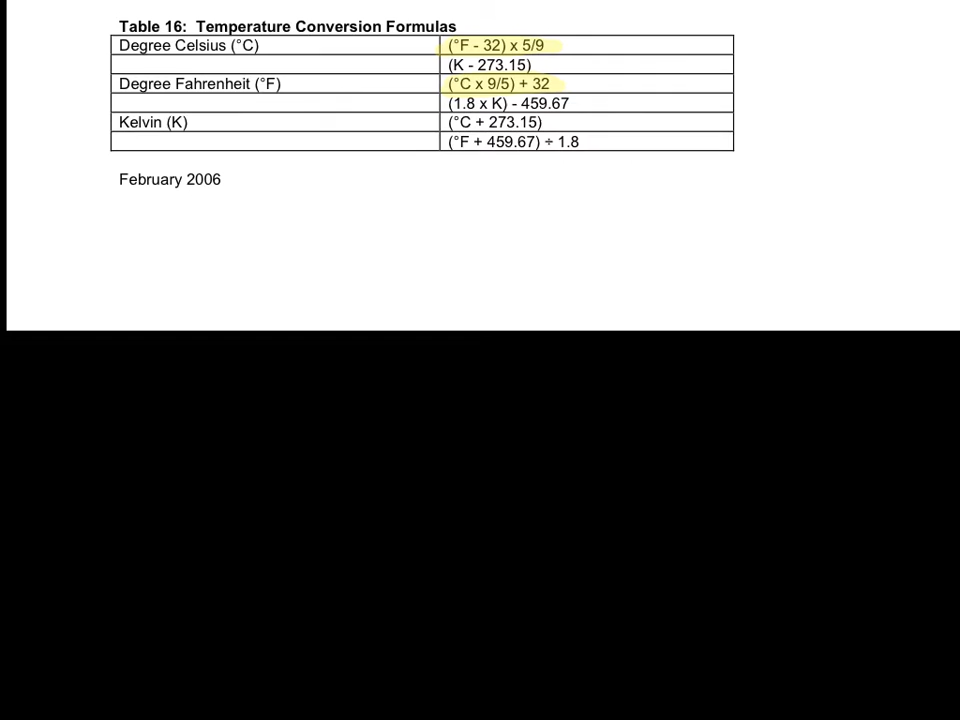 Table 16:  Temperature Conversion Formulas
Degree Celsius (°C) (°F - 32) x 5/9
(K - 273.15)
Degree Fahrenheit (°F) (°C x 9/5) + 32
(1.8 x K) - 459.67
Kelvin (K) (°C + 273.15)
(°F + 459.67) ÷ 1.8
February 2006